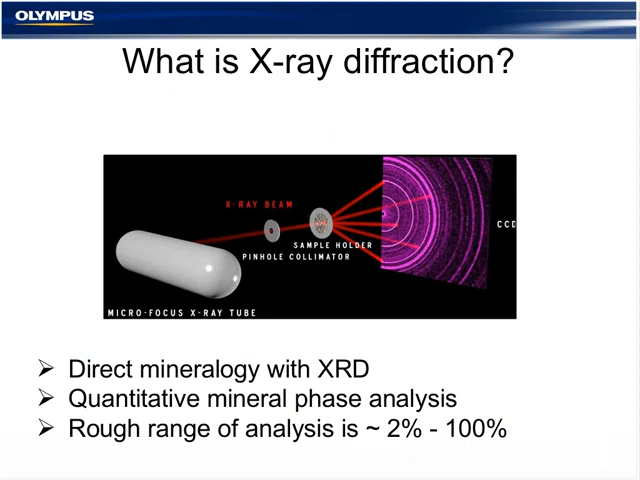 OLYMPUS
What is X-ray diffraction?
X-RAY BEAM
CCD
SAMPLE HOLDER
PINHOLE COLLIMATOR
MICRO-FOCUS X-RAY TUBE
➢ Direct mineralogy with XRD
➢ Quantitative mineral phase analysis
➢ Rough range of analysis is ~ 2% - 100%